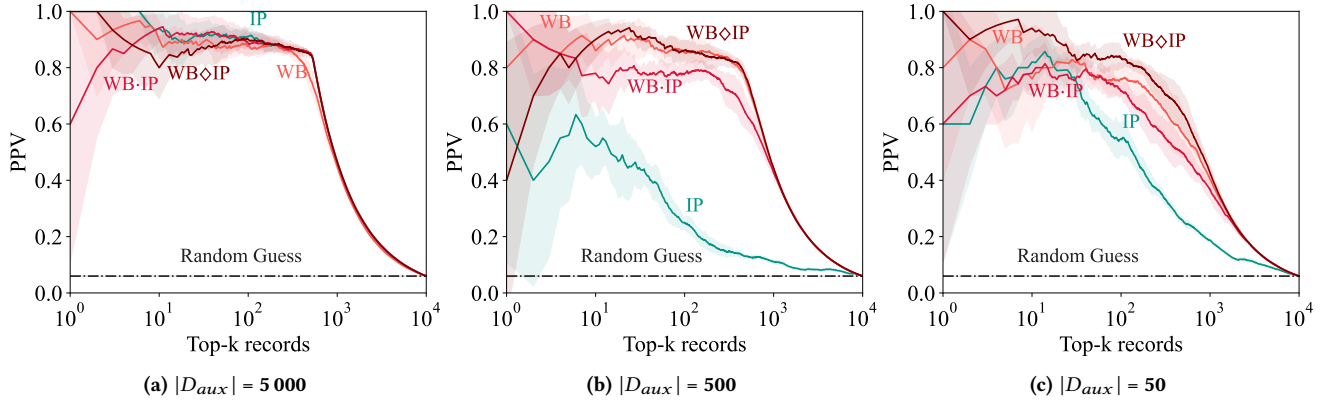 PPV
1.0
0.8
0.6
0.4
0.2
0.0
IP
WB◇IP
WB
WB·IP
Random Guess
10^0 10^1 10^2 10^3 10^4
Top-k records
(a) |D_aux| = 5 000
PPV
1.0
0.8
0.6
0.4
0.2
0.0
WB
WB◇IP
WB·IP
IP
Random Guess
10^0 10^1 10^2 10^3 10^4
Top-k records
(b) |D_aux| = 500
PPV
1.0
0.8
0.6
0.4
0.2
0.0
WB
WB◇IP
WB·IP
IP
Random Guess
10^0 10^1 10^2 10^3 10^4
Top-k records
(c) |D_aux| = 50